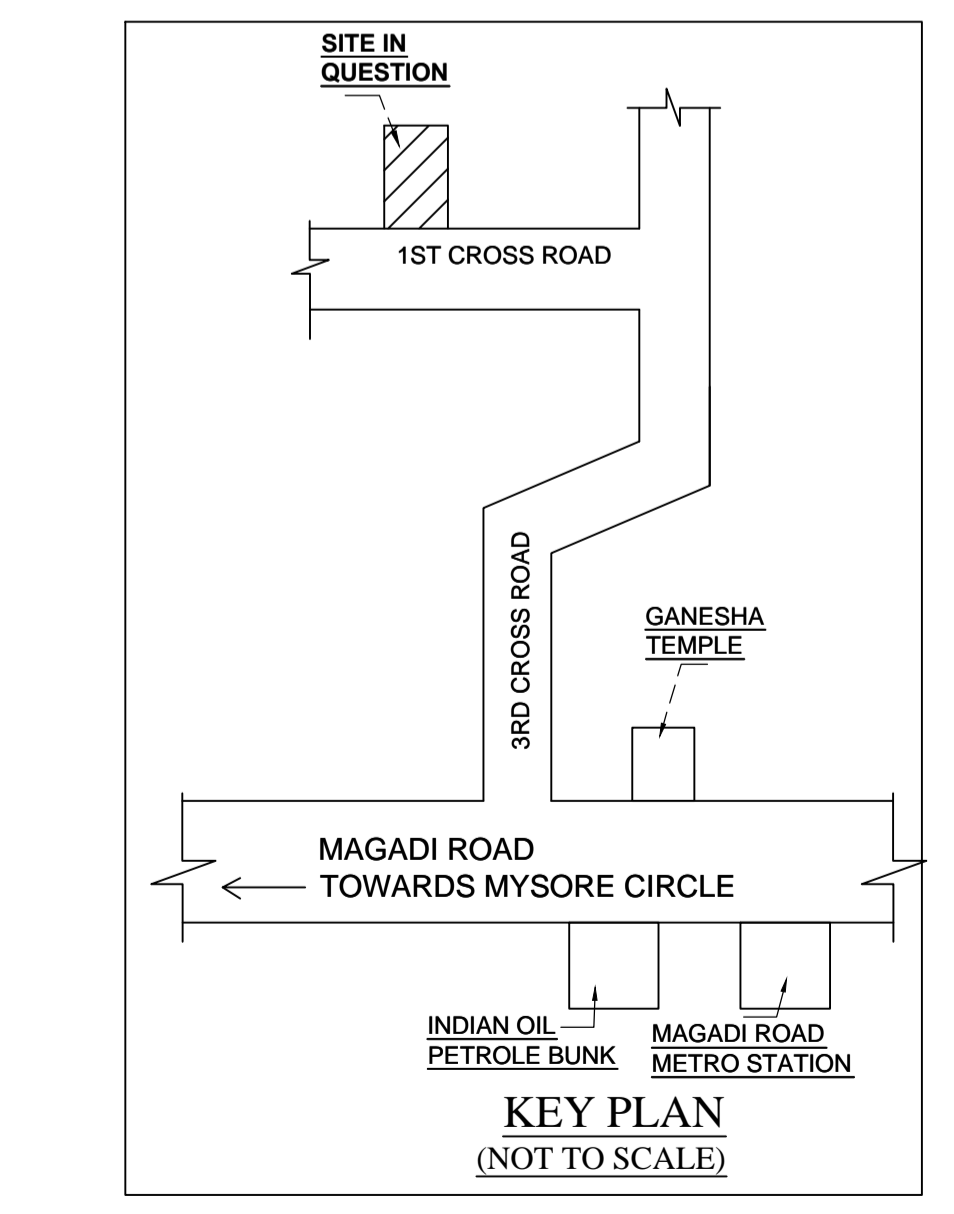 SITE IN
QUESTION
1ST CROSS ROAD
3RD CROSS ROAD
GANESHA
TEMPLE
MAGADI ROAD
TOWARDS MYSORE CIRCLE
INDIAN OIL
PETROLE BUNK
MAGADI ROAD
METRO STATION
KEY PLAN
(NOT TO SCALE)